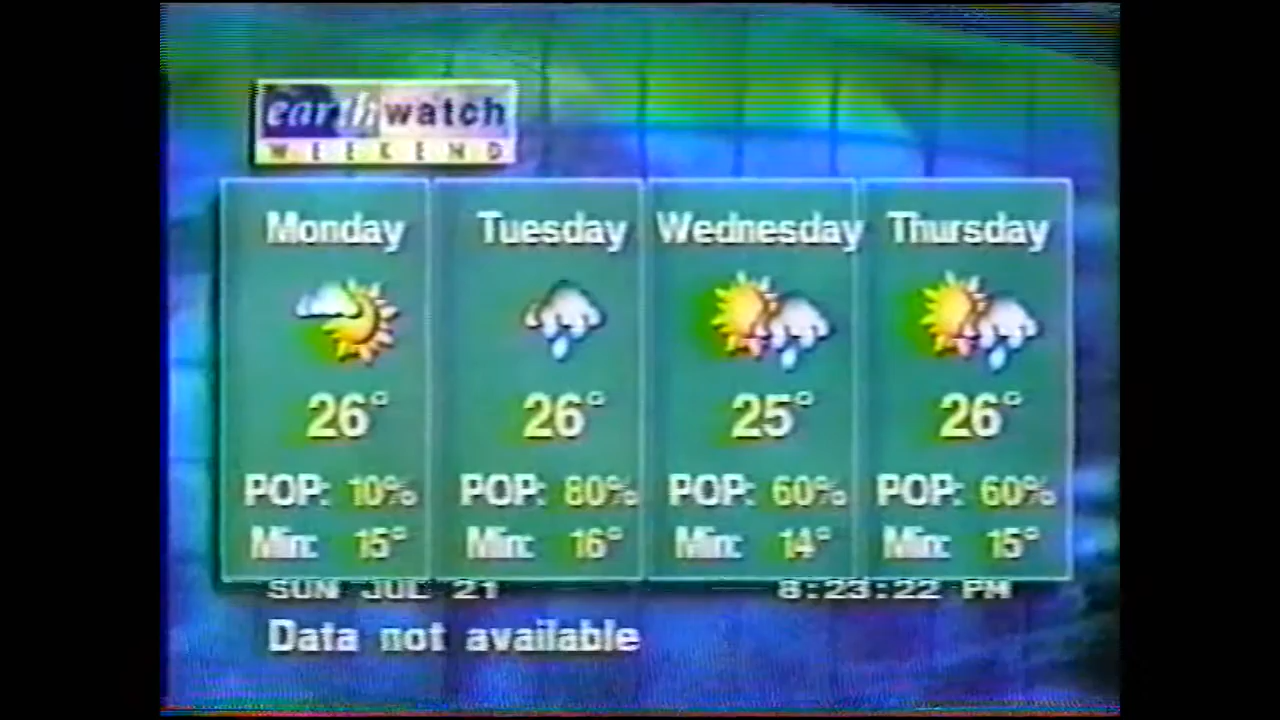 earthwatch
WEEKEND
Monday Tuesday Wednesday Thursday
26° 26° 25° 26°
POP: 10% POP: 80% POP: 60% POP: 60%
Min: 15° Min: 16° Min: 14° Min: 15°
SUN JUL 21 8:23:22 PM
Data not available